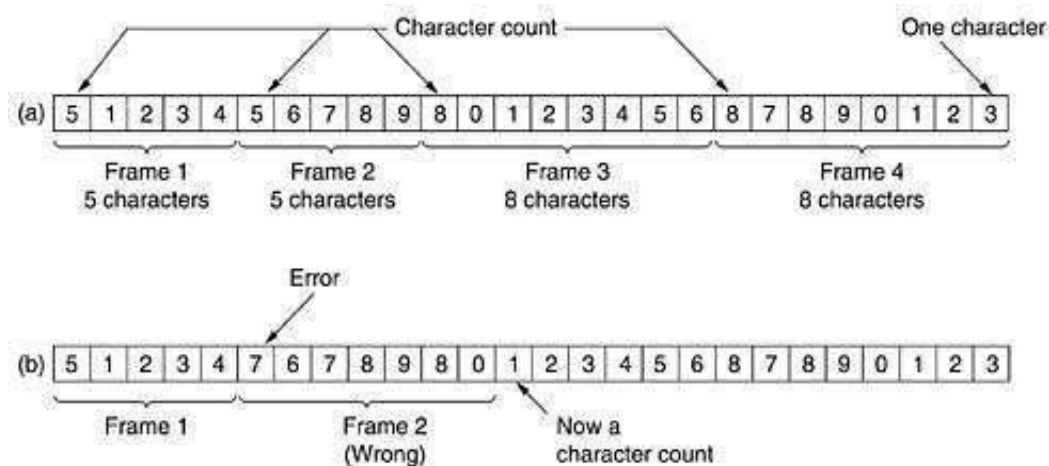 Character count One character
(a) 5 1 2 3 4 5 6 7 8 9 8 0 1 2 3 4 5 6 8 7 8 9 0 1 2 3
Frame 1 Frame 2 Frame 3 Frame 4
5 characters 5 characters 8 characters 8 characters
Error
(b) 5 1 2 3 4 7 6 7 8 9 8 0 1 2 3 4 5 6 8 7 8 9 0 1 2 3
Frame 1 Frame 2 Now a
(Wrong) character count